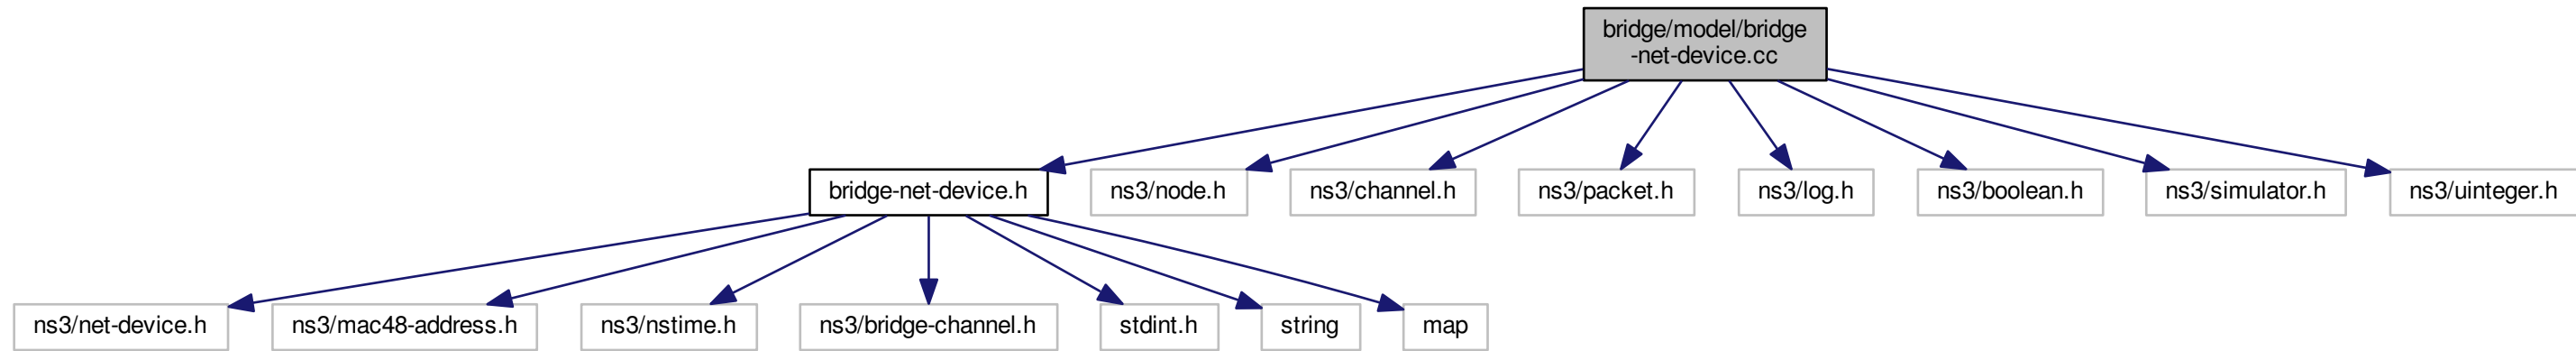 bridge/model/bridge
-net-device.cc
bridge-net-device.h
ns3/node.h
ns3/channel.h
ns3/packet.h
ns3/log.h
ns3/boolean.h
ns3/simulator.h
ns3/uinteger.h
ns3/net-device.h
ns3/mac48-address.h
ns3/nstime.h
ns3/bridge-channel.h
stdint.h
string
map